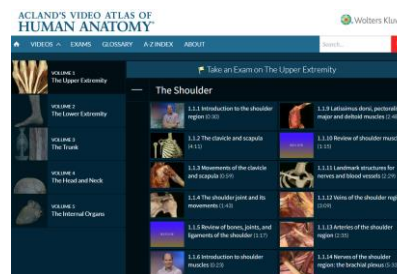 ACLAND'S VIDEO ATLAS OF
HUMAN ANATOMY
Wolters Kluw
VIDEOS
EXAMS
GLOSSARY
A-Z INDEX
ABOUT
Search...
VOLUME 1
The Upper Extremity
VOLUME 2
The Lower Extremity
VOLUME 3
The Trunk
VOLUME 4
The Head and Neck
VOLUME 5
The Internal Organs
Take an Exam on The Upper Extremity
The Shoulder
1.1.1 Introduction to the shoulder
region (0:30)
1.1.2 The clavicle and scapula
(4:11)
1.1.3 Movements of the clavicle
and scapula (0:59)
1.1.4 The shoulder joint and its
movements (1:43)
1.1.5 Review of bones, joints, and
ligaments of the shoulder (1:17)
1.1.6 Introduction to shoulder
muscles (0:23)
1.1.9 Latissimus dorsi, pectorali
major and deltoid muscles (2:4
1.1.10 Review of shoulder musc
(1:15)
1.1.11 Landmark structures for
nerves and blood vessels (2:29)
1.1.12 Veins of the shoulder regi
1.1.13 Arteries of the shoulder
region
1.1.14 Nerves of the shoulder
region: the brachial plexus